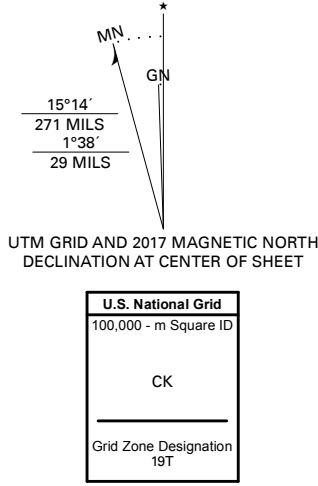 ★
MN
GN
15°14´
271 MILS
1°38´
29 MILS
UTM GRID AND 2017 MAGNETIC NORTH
DECLINATION AT CENTER OF SHEET
U.S. National Grid
100,000 - m Square ID
CK
Grid Zone Designation
19T